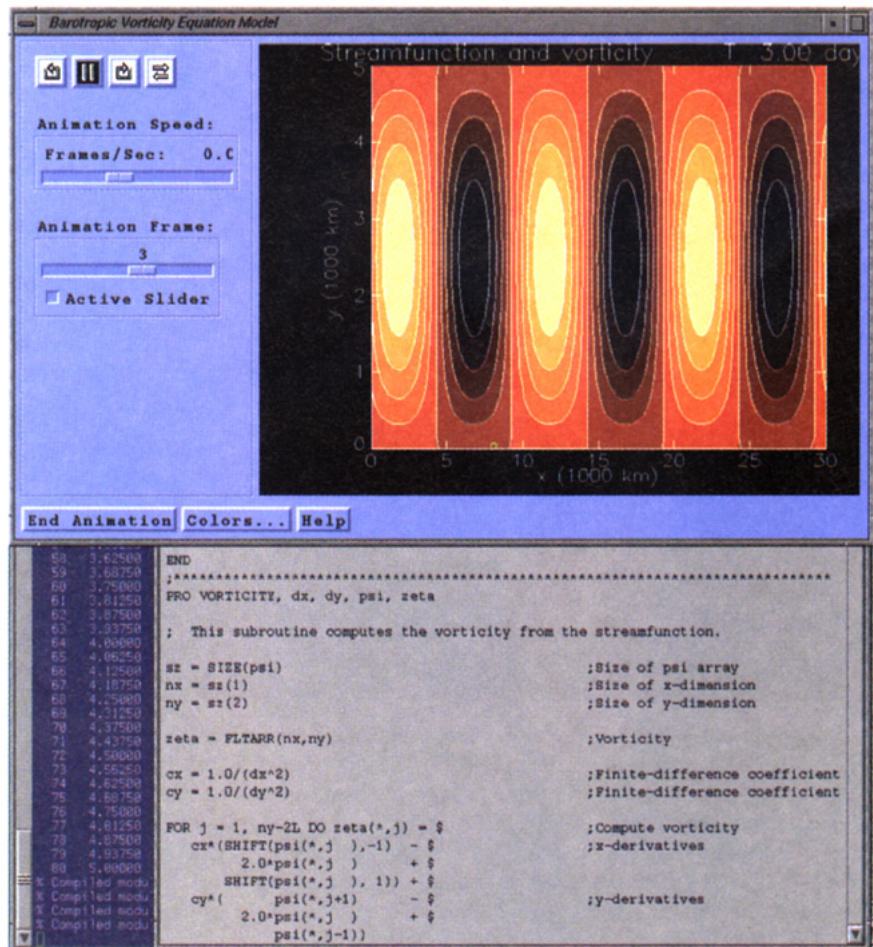 Barotropic Vorticity Equation Model
Streamfunction and vorticity T 3.00 day
Animation Speed:
Frames/Sec: 0.0
Animation Frame:
3
Active Slider
y (1000 km)
5
4
3
2
1
0
0 5 10 15 20 25 30
x (1000 km)
End Animation Colors... Help
58 3.62500
59 3.68750
60 3.75000
61 3.81250
62 3.87500
63 3.93750
64 4.00000
65 4.06250
66 4.12500
67 4.18750
68 4.25000
69 4.31250
70 4.37500
71 4.43750
72 4.50000
73 4.56250
74 4.62500
75 4.68750
76 4.75000
77 4.81250
78 4.87500
79 4.93750
80 5.00000
% Compiled modu
% Compiled modu
% Compiled modu
% Compiled modu
END
;******************************************************************************
PRO VORTICITY, dx, dy, psi, zeta
; This subroutine computes the vorticity from the streamfunction.
sz = SIZE(psi) ;Size of psi array
nx = sz(1) ;Size of x-dimension
ny = sz(2) ;Size of y-dimension
zeta = FLTARR(nx,ny) ;Vorticity
cx = 1.0/(dx^2) ;Finite-difference coefficient
cy = 1.0/(dy^2) ;Finite-difference coefficient
FOR j = 1, ny-2L DO zeta(*,j) = $ ;Compute vorticity
cx*(SHIFT(psi(*,j ),-1) - $ ;x-derivatives
2.0*psi(*,j ) + $
SHIFT(psi(*,j ), 1)) + $
cy*( psi(*,j+1) - $ ;y-derivatives
2.0*psi(*,j ) + $
psi(*,j-1))